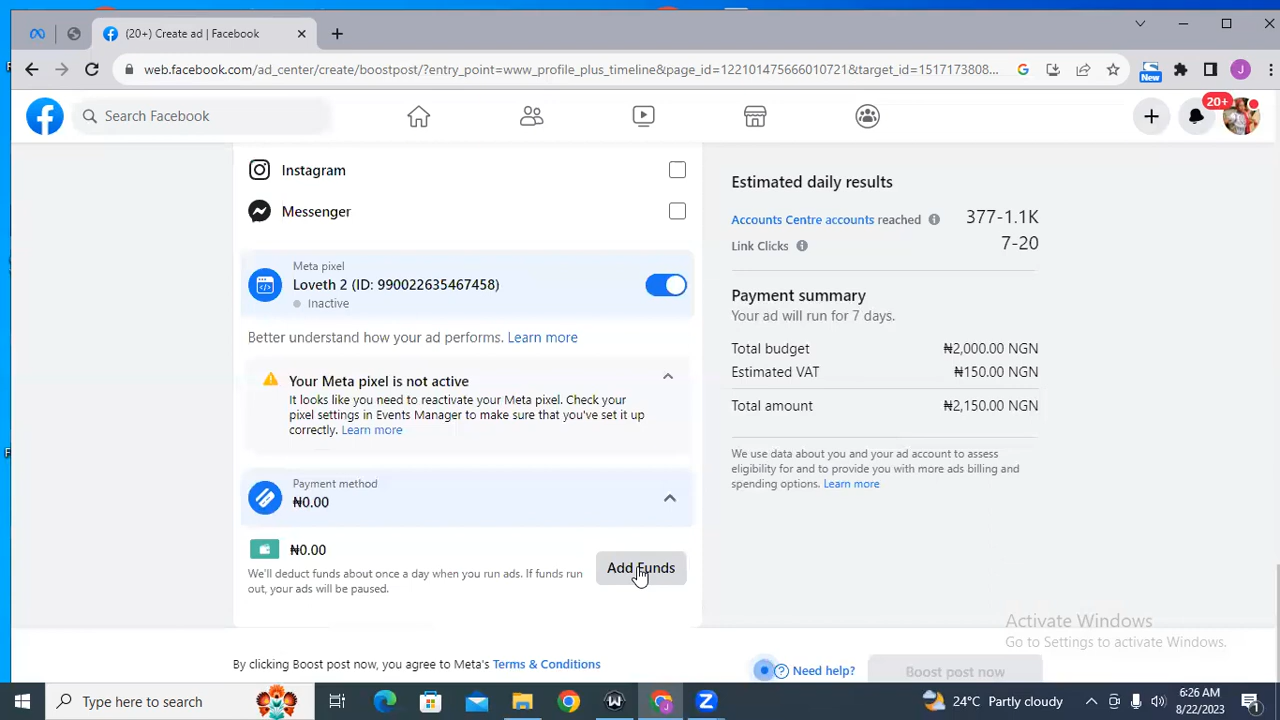 (20+) Create ad | Facebook
web.facebook.com/ad_center/create/boostpost/?entry_point=www_profile_plus_timeline&page_id=122101475666010721&target_id=1517173808...
New
J
Search Facebook
20+
Instagram
Messenger
Meta pixel
Loveth 2 (ID: 990022635467458)
Inactive
Better understand how your ad performs. Learn more
Your Meta pixel is not active
It looks like you need to reactivate your Meta pixel. Check your
pixel settings in Events Manager to make sure that you've set it up
correctly. Learn more
Payment method
₦0.00
₦0.00
We'll deduct funds about once a day when you run ads. If funds run
out, your ads will be paused.
Add Funds
Estimated daily results
Accounts Centre accounts reached 377-1.1K
Link Clicks 7-20
Payment summary
Your ad will run for 7 days.
Total budget ₦2,000.00 NGN
Estimated VAT ₦150.00 NGN
Total amount ₦2,150.00 NGN
We use data about you and your ad account to assess
eligibility for and to provide you with more ads billing and
spending options. Learn more
Activate Windows
Go to Settings to activate Windows.
By clicking Boost post now, you agree to Meta's Terms & Conditions
Need help?
Boost post now
Type here to search
24°C Partly cloudy
6:26 AM
8/22/2023
1